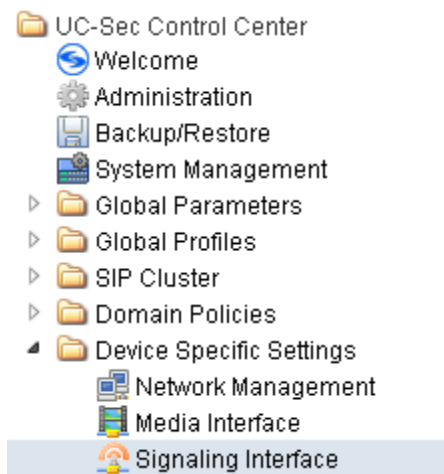 UC-Sec Control Center
Welcome
Administration
Backup/Restore
System Management
Global Parameters
Global Profiles
SIP Cluster
Domain Policies
Device Specific Settings
Network Management
Media Interface
Signaling Interface